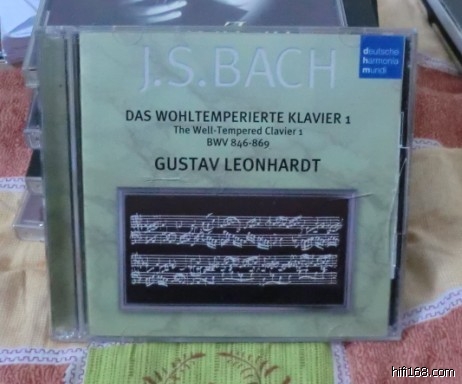 J.S.BACH
deutsche
harmonia
mundi
DAS WOHLTEMPERIERTE KLAVIER 1
The Well-Tempered Clavier 1
BWV 846-869
GUSTAV LEONHARDT
hifi168.com